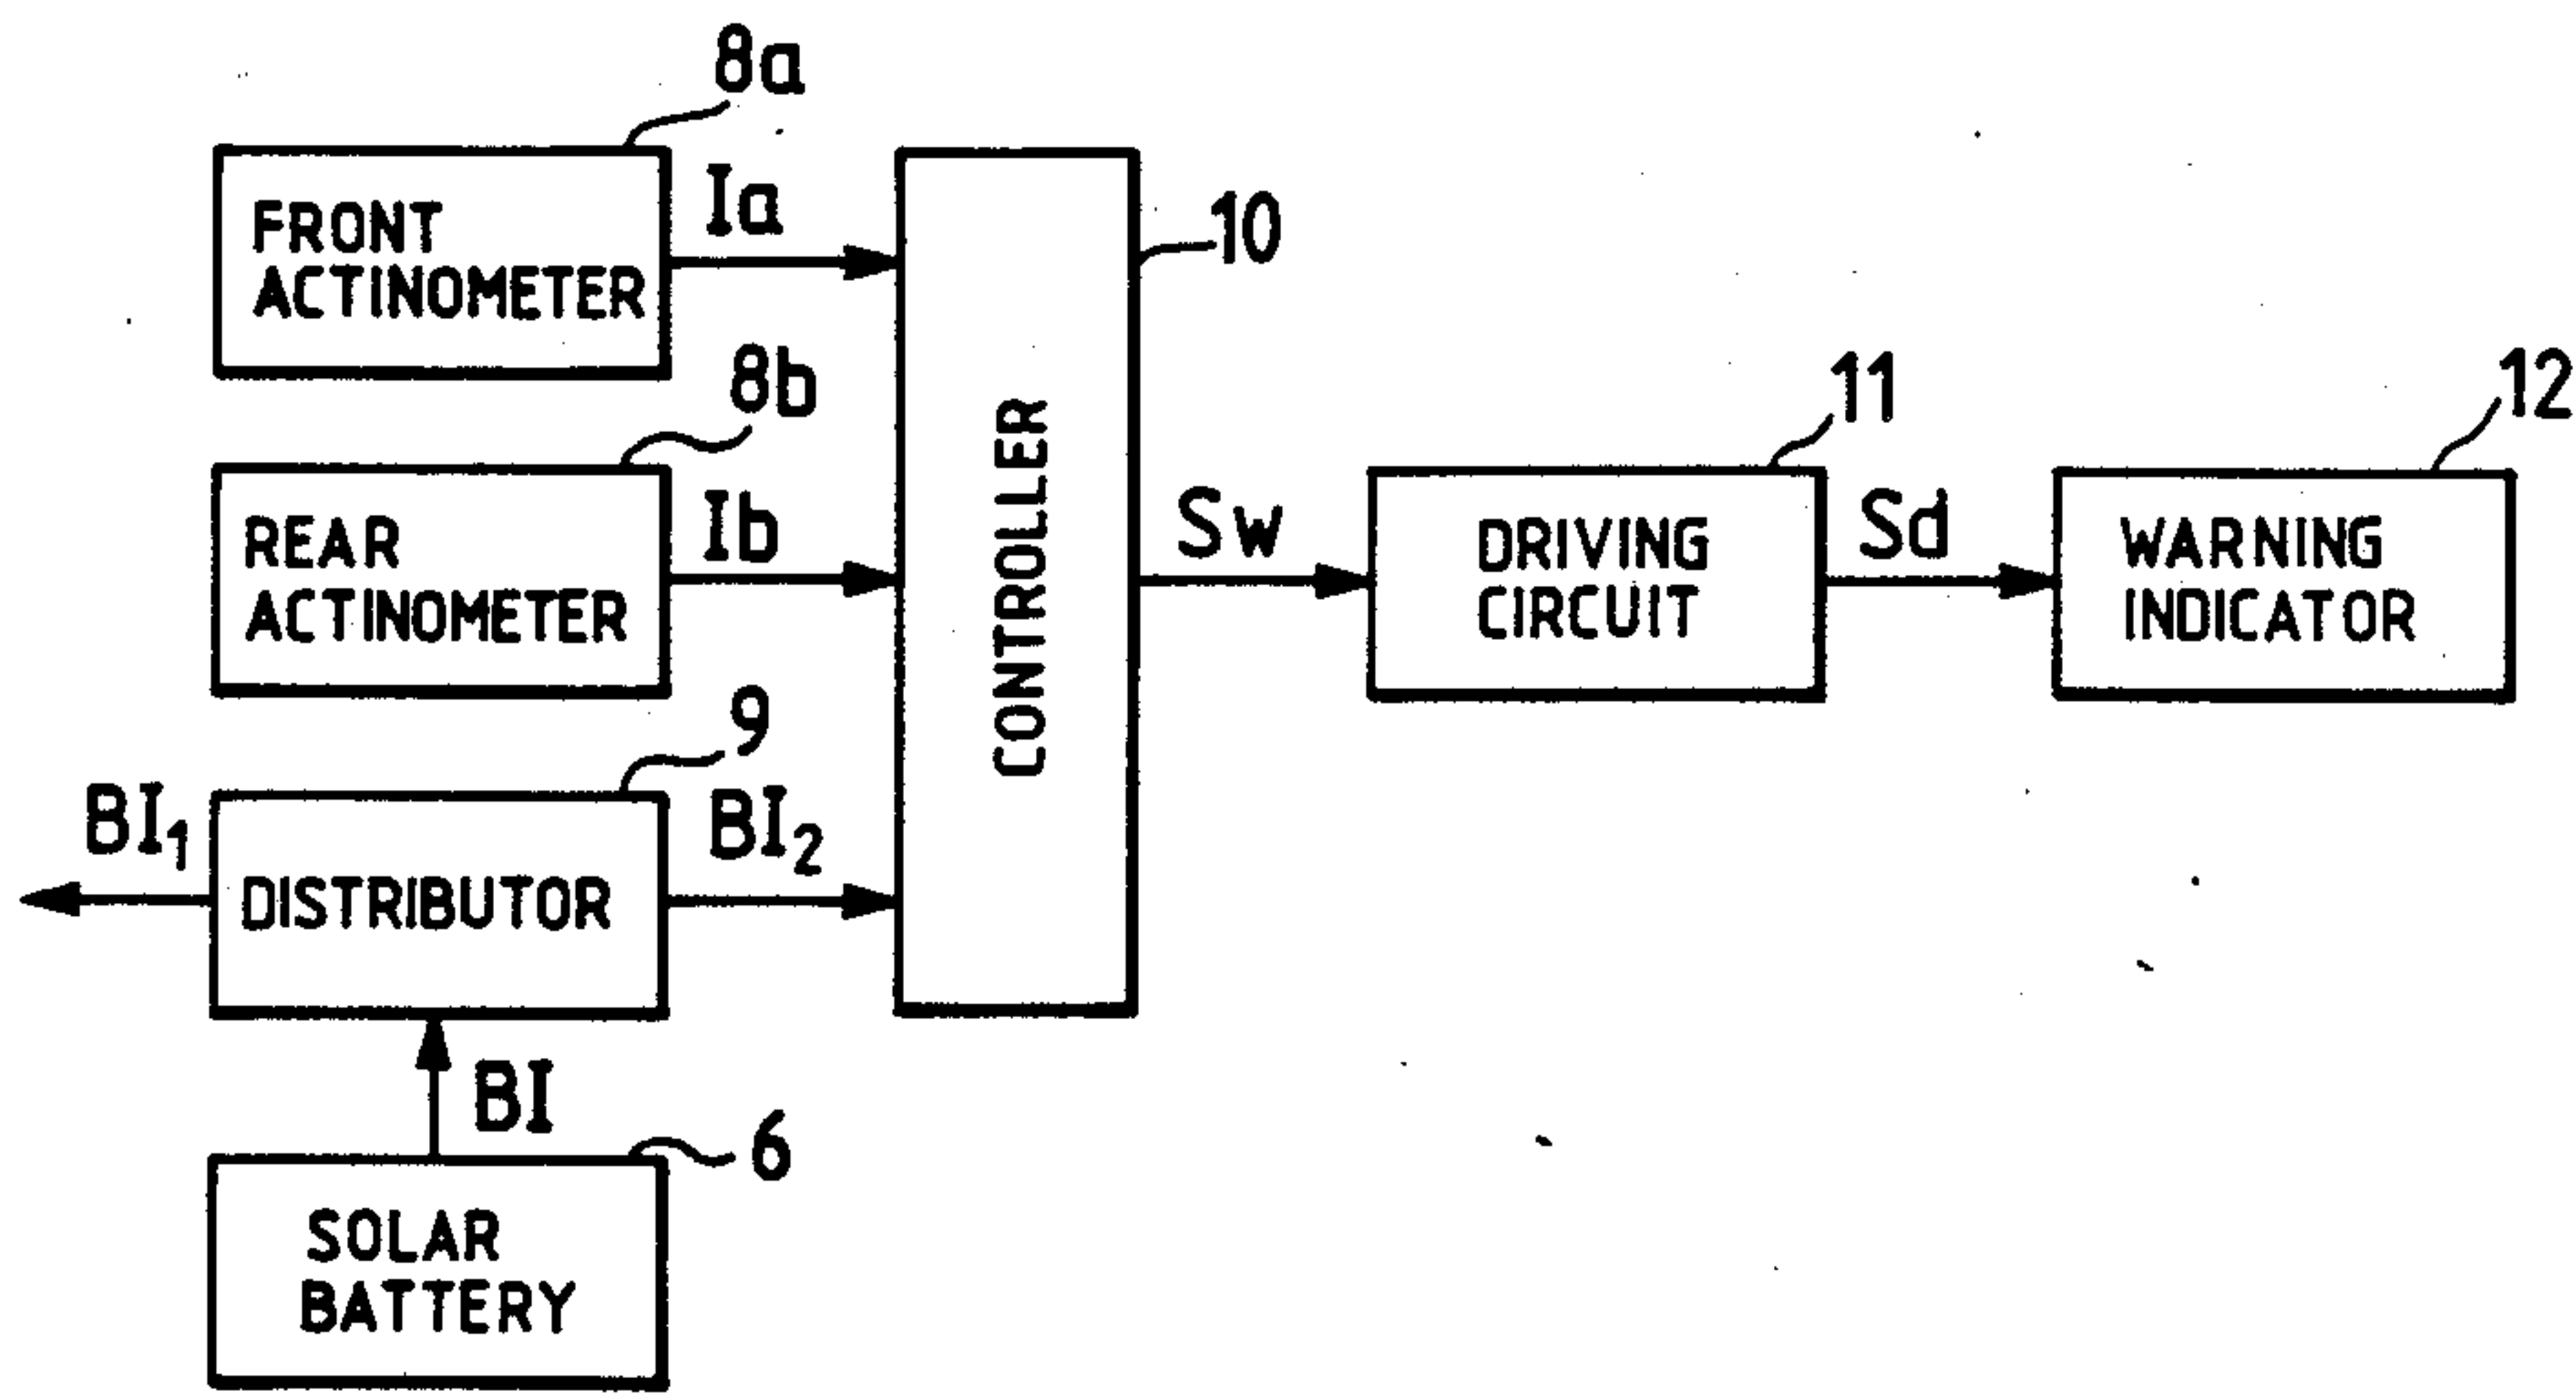 8a
FRONT
ACTINOMETER
Ia
10
8b
REAR
ACTINOMETER
Ib
CONTROLLER
Sw
11
DRIVING
CIRCUIT
Sd
12
WARNING
INDICATOR
9
BI₁
DISTRIBUTOR
BI₂
BI
6
SOLAR
BATTERY